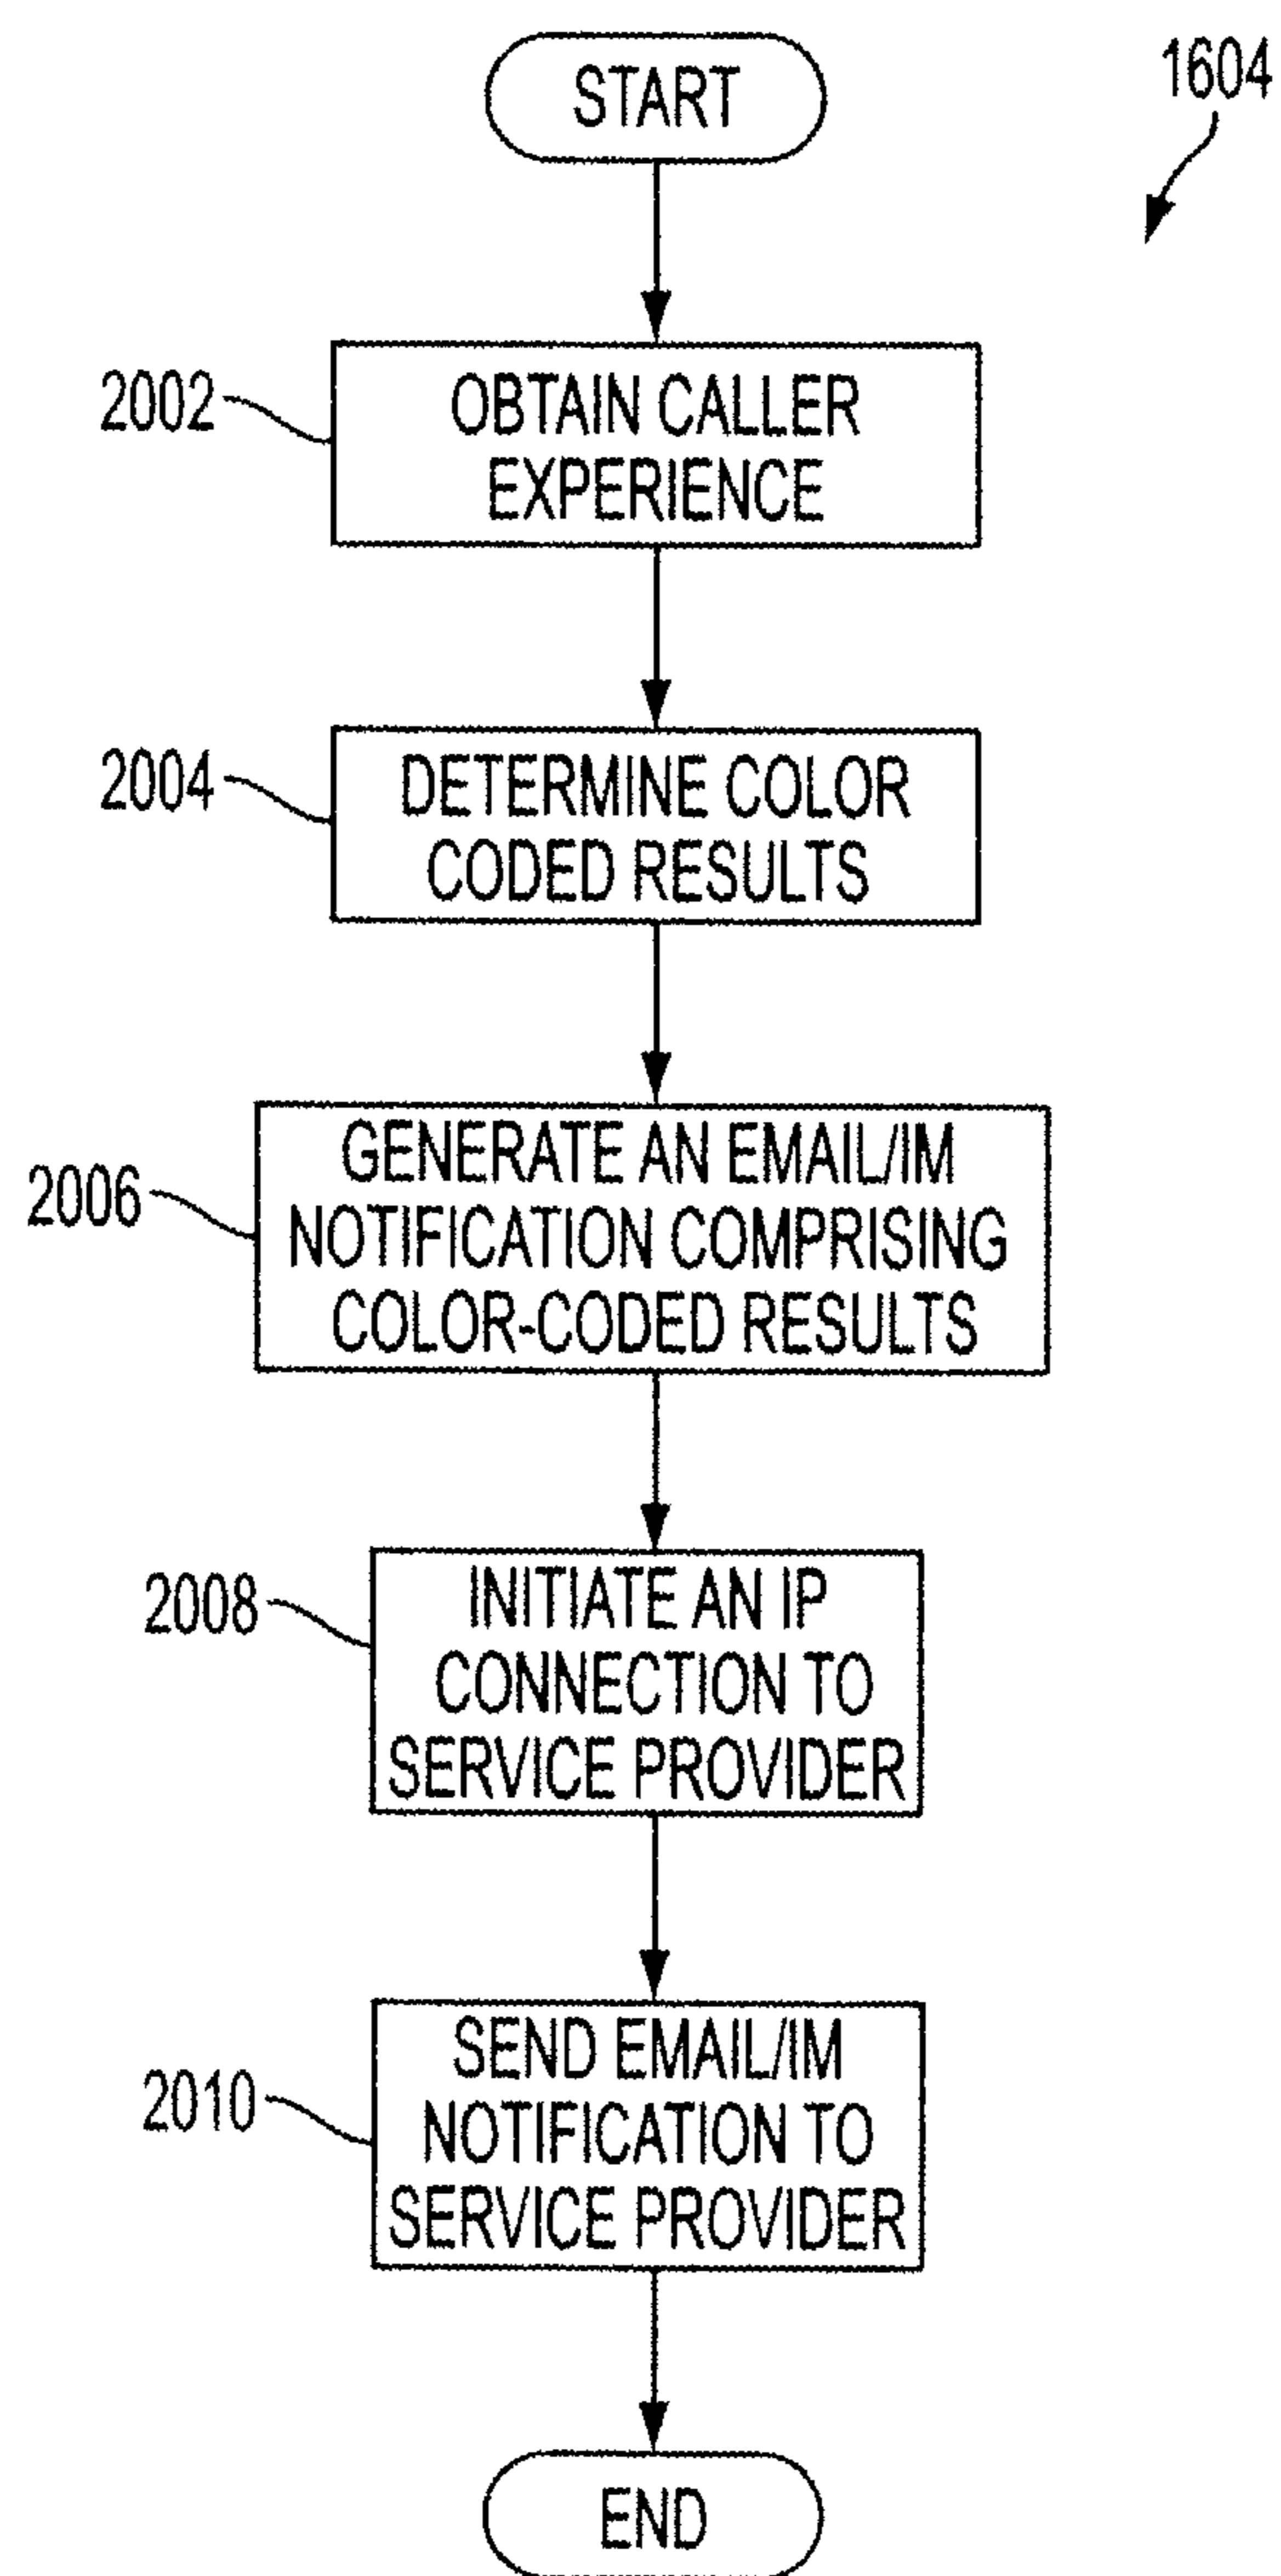 START
1604
2002
OBTAIN CALLER
EXPERIENCE
2004
DETERMINE COLOR
CODED RESULTS
2006
GENERATE AN EMAIL/IM
NOTIFICATION COMPRISING
COLOR-CODED RESULTS
2008
INITIATE AN IP
CONNECTION TO
SERVICE PROVIDER
2010
SEND EMAIL/IM
NOTIFICATION TO
SERVICE PROVIDER
END